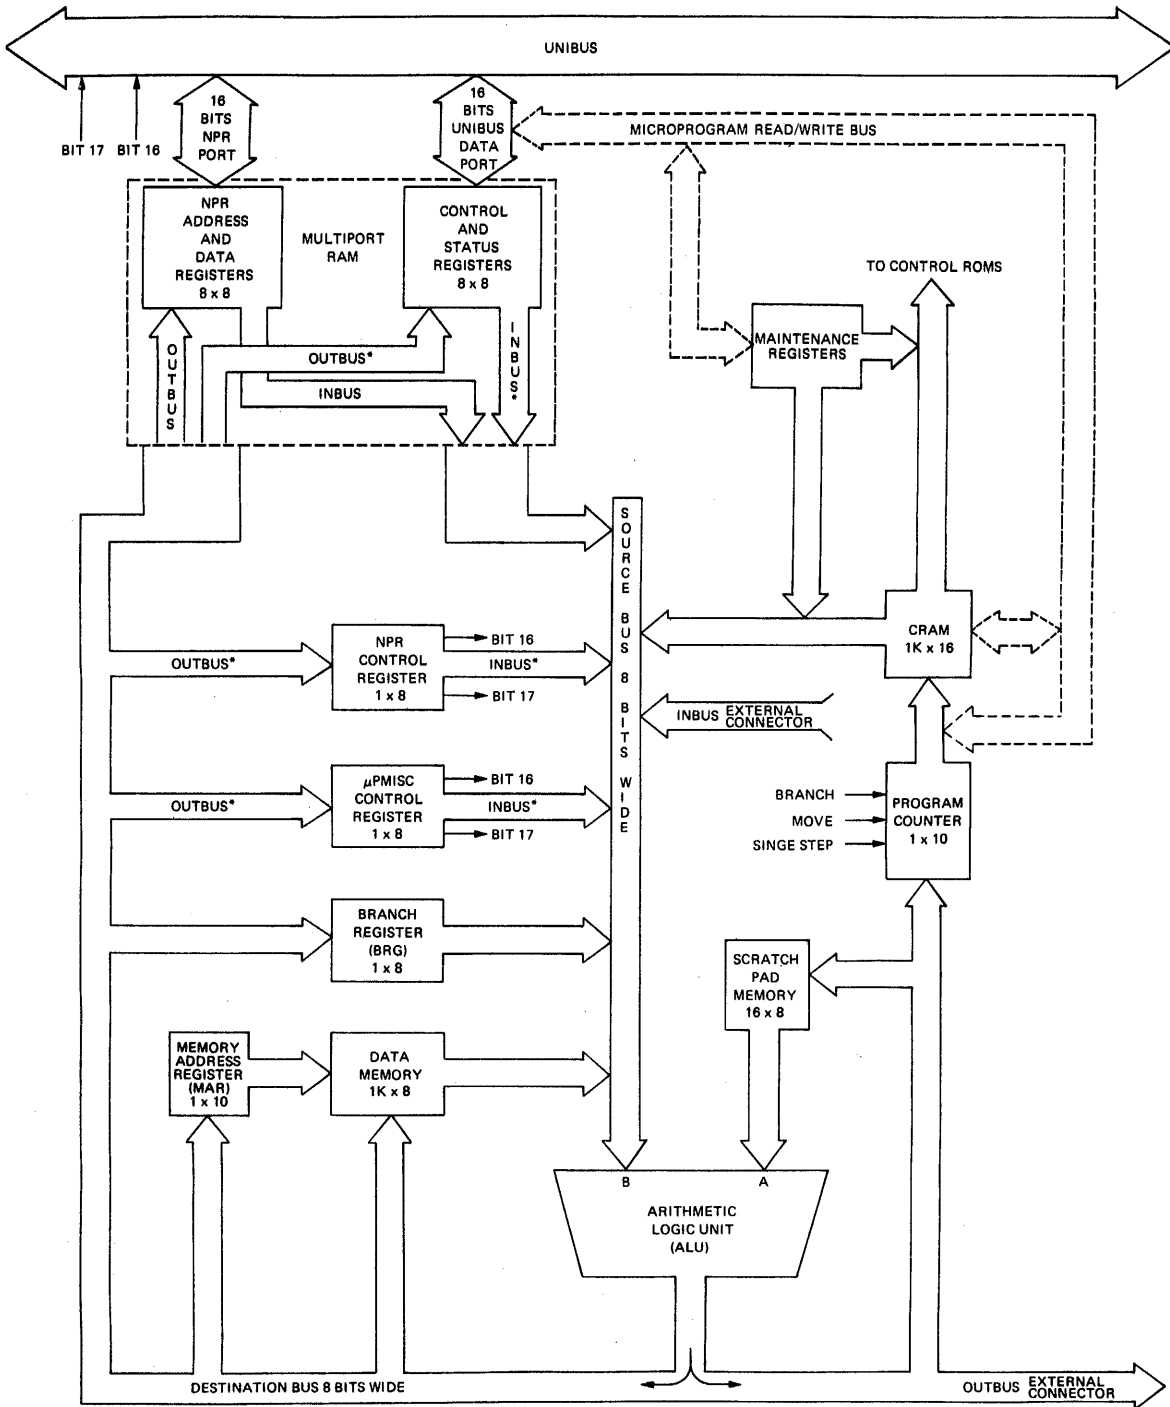 UNIBUS
16
BITS
NPR
PORT
16
BITS
UNIBUS
DATA
PORT
MICROPROGRAM READ/WRITE BUS
BIT 17
BIT 16
NPR
ADDRESS
AND
DATA
REGISTERS
8 x 8
MULTIPORT
RAM
CONTROL
AND
STATUS
REGISTERS
8 x 8
TO CONTROL ROMS
OUTBUS
OUTBUS*
INBUS
INBUS*
MAINTENANCE
REGISTERS
SOURCE BUS 8 BITS WIDE
CRAM
1K x 16
OUTBUS*
NPR
CONTROL
REGISTER
1 x 8
BIT 16
INBUS*
BIT 17
INBUS EXTERNAL
CONNECTOR
OUTBUS*
µPMISC
CONTROL
REGISTER
1 x 8
BIT 16
INBUS*
BIT 17
BRANCH
MOVE
SINGE STEP
PROGRAM
COUNTER
1 x 10
BRANCH
REGISTER
(BRG)
1 x 8
SCRATCH
PAD
MEMORY
16 x 8
MEMORY
ADDRESS
REGISTER
(MAR)
1 x 10
DATA
MEMORY
1K x 8
B
A
ARITHMETIC
LOGIC UNIT
(ALU)
DESTINATION BUS 8 BITS WIDE
OUTBUS EXTERNAL
CONNECTOR